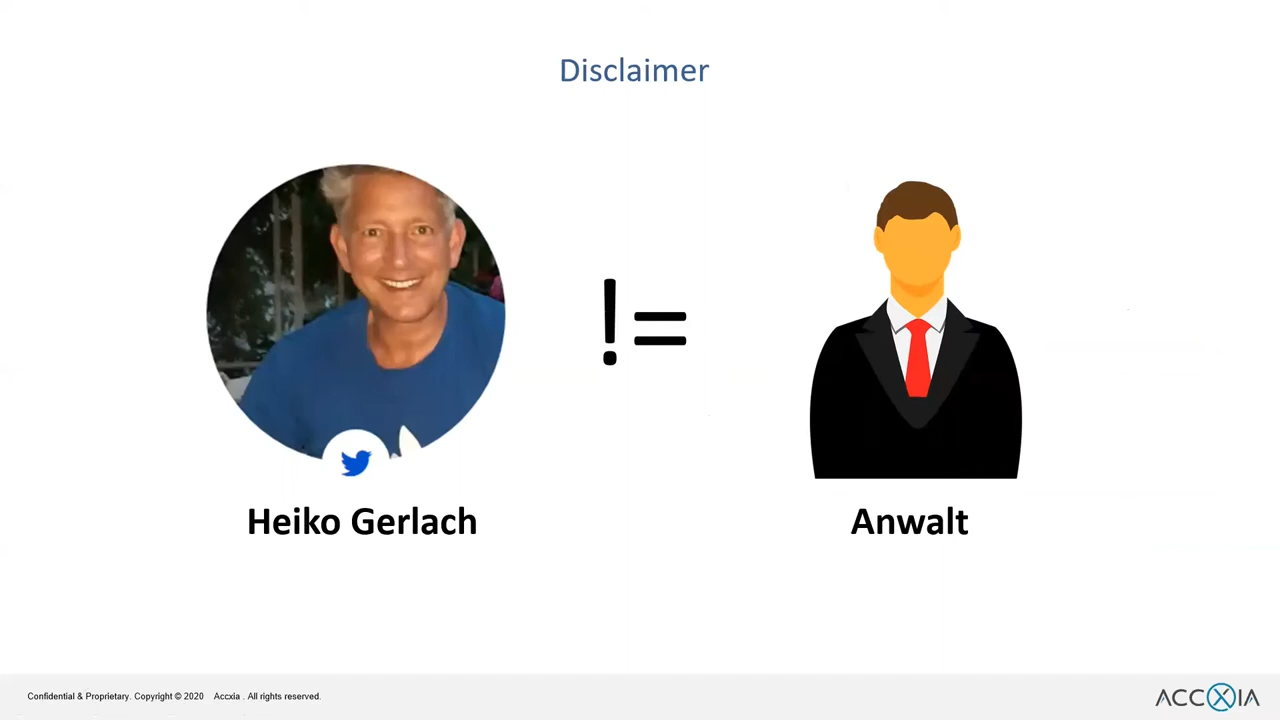 Disclaimer
!=
Heiko Gerlach
Anwalt
Confidential & Proprietary. Copyright © 2020 Accxia . All rights reserved.
ACCXIA